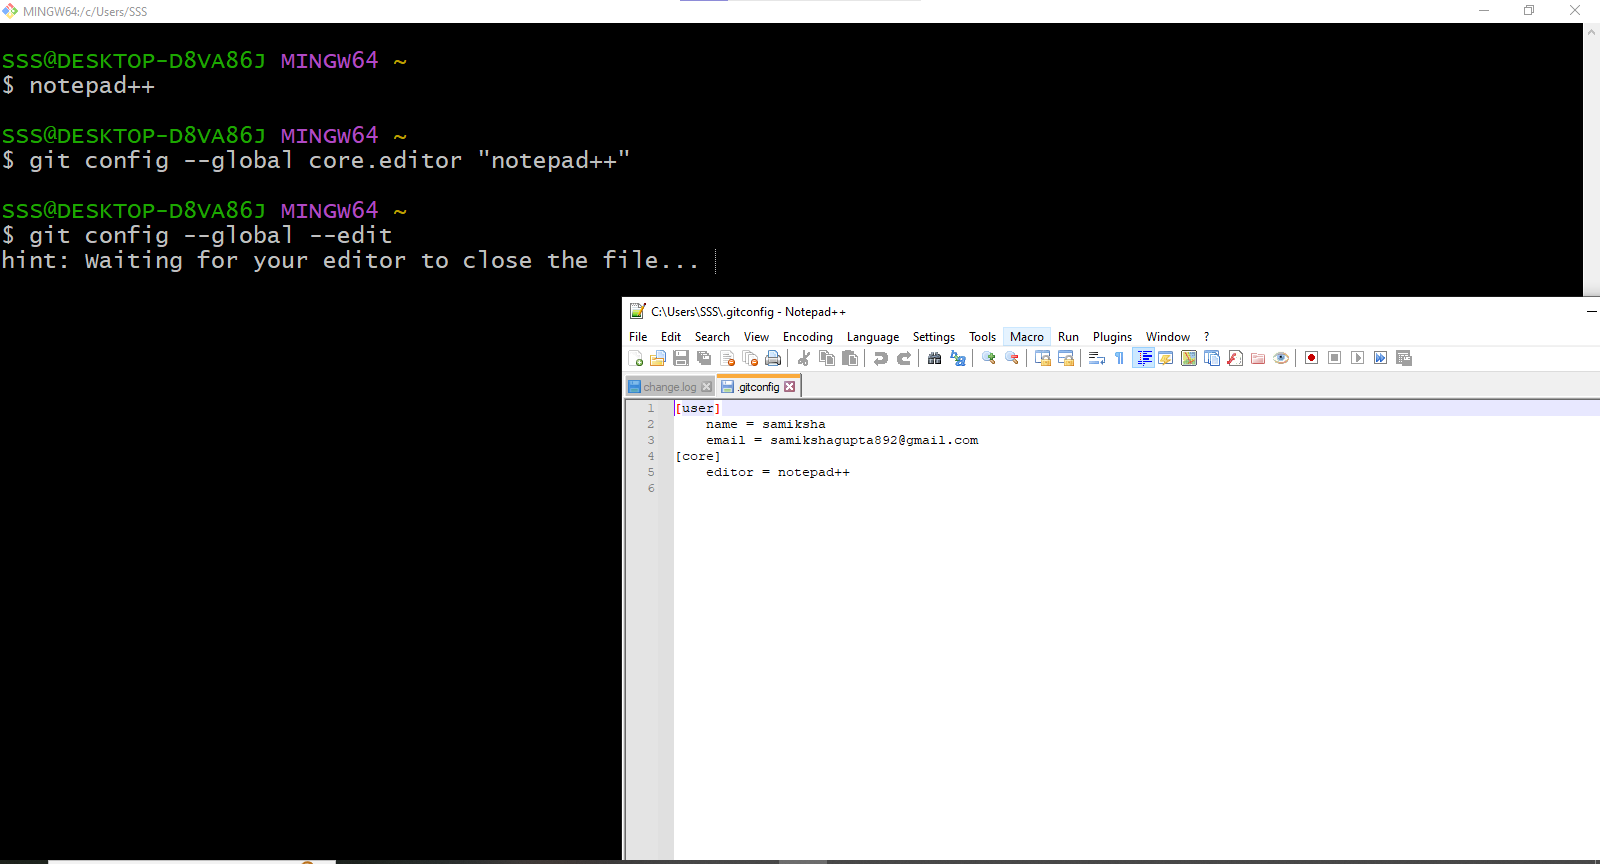 MINGW64:/c/Users/SSS
SSS@DESKTOP-D8VA86J MINGW64 ~
$ notepad++
SSS@DESKTOP-D8VA86J MINGW64 ~
$ git config --global core.editor "notepad++"
SSS@DESKTOP-D8VA86J MINGW64 ~
$ git config --global --edit
hint: Waiting for your editor to close the file...
C:\Users\SSS\.gitconfig - Notepad++
File Edit Search View Encoding Language Settings Tools Macro Run Plugins Window ?
change.log .gitconfig
1 [user]
2 name = samiksha
3 email = samikshagupta892@gmail.com
4 [core]
5 editor = notepad++
6